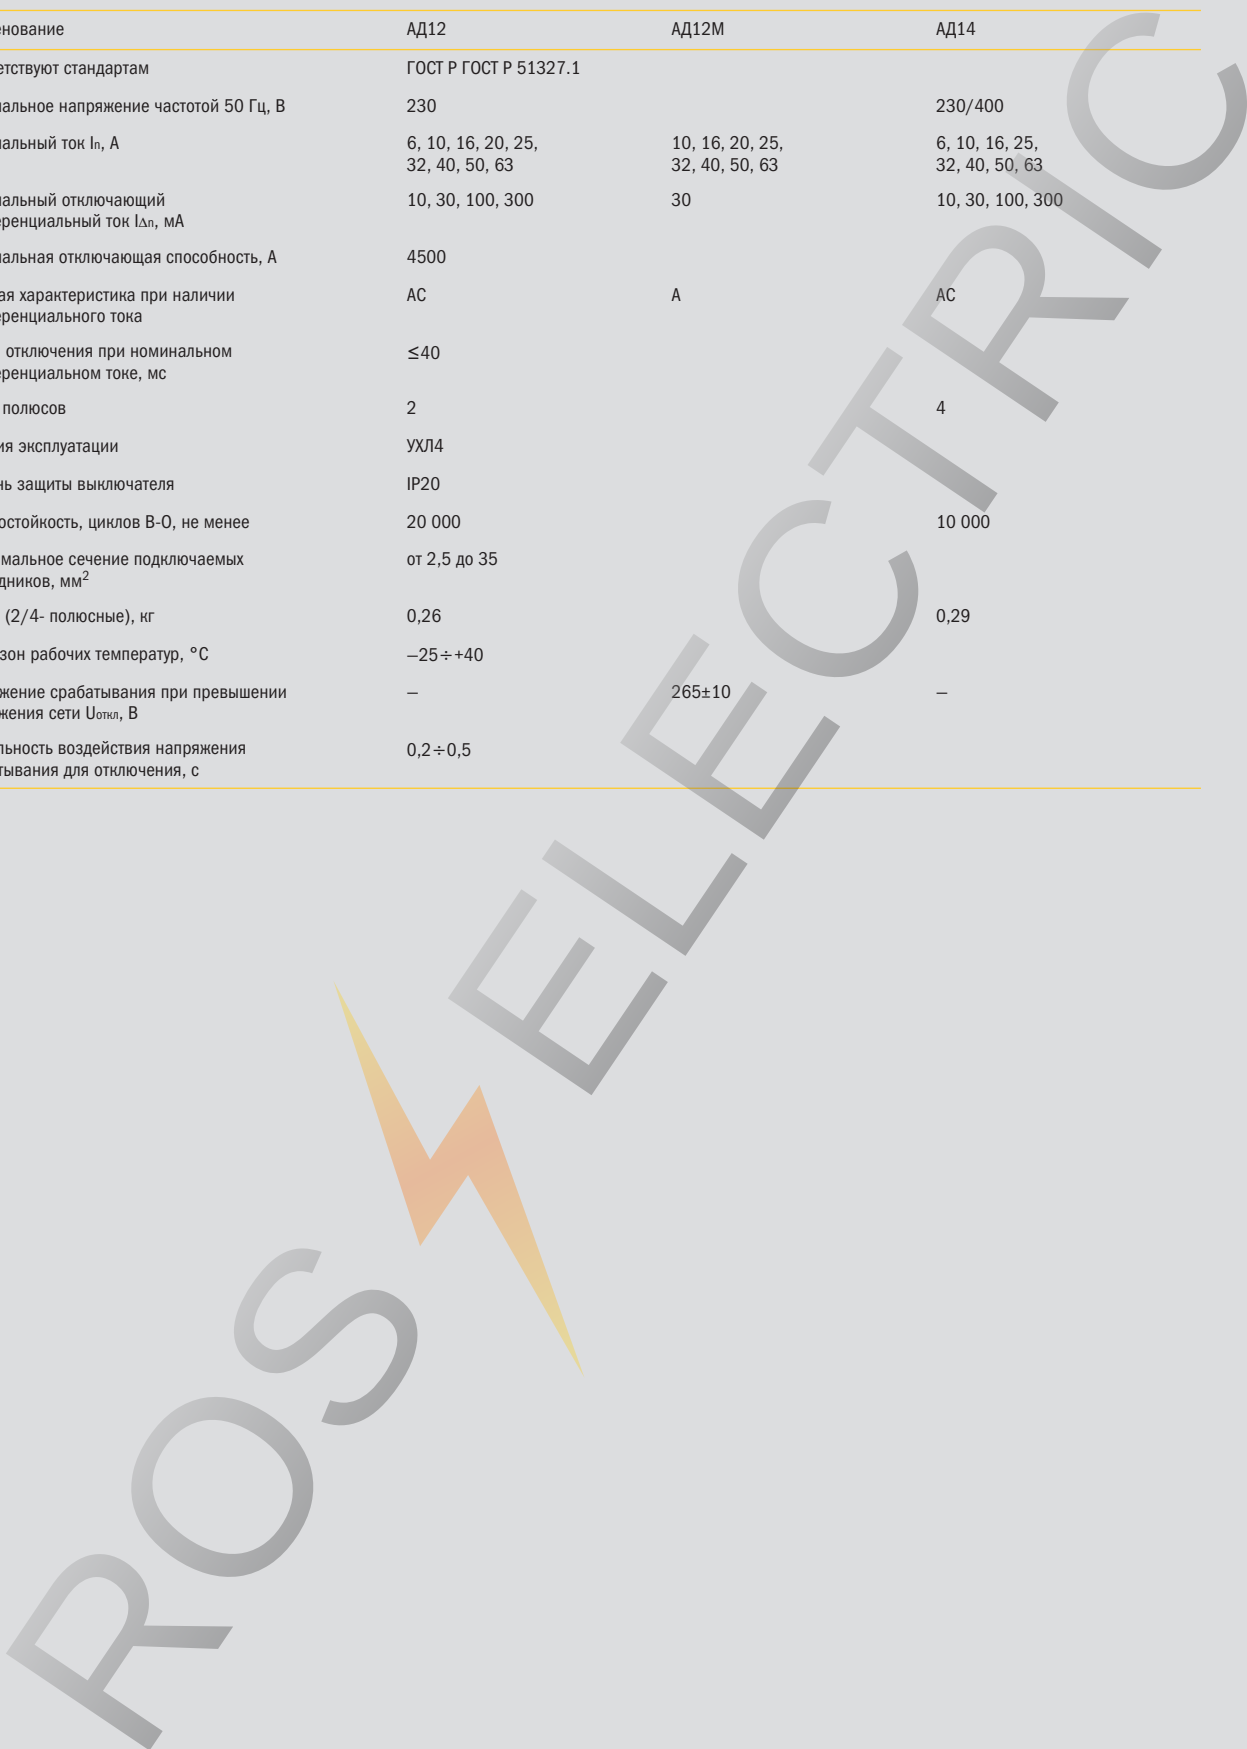 енование АД12 АД12М АД14
етствуют стандартам ГОСТ Р ГОСТ Р 51327.1
альное напряжение частотой 50 Гц, В 230 230/400
альный ток In, А 6, 10, 16, 20, 25, 10, 16, 20, 25, 6, 10, 16, 25,
32, 40, 50, 63 32, 40, 50, 63 32, 40, 50, 63
альный отключающий 10, 30, 100, 300 30 10, 30, 100, 300
еренциальный ток IΔn, мА
альная отключающая способность, А 4500
ая характеристика при наличии АС А АС
еренциального тока
отключения при номинальном ≤40
еренциальном токе, мс
полюсов 2 4
ия эксплуатации УХЛ4
нь защиты выключателя IP20
остойкость, циклов В-О, не менее 20 000 10 000
мальное сечение подключаемых от 2,5 до 35
дников, мм2
(2/4- полюсные), кг 0,26 0,29
зон рабочих температур, °С –25÷+40
жение срабатывания при превышении – 265±10 –
жения сети Uоткл, В
льность воздействия напряжения 0,2÷0,5
тывания для отключения, с
ROS ELECTRIC